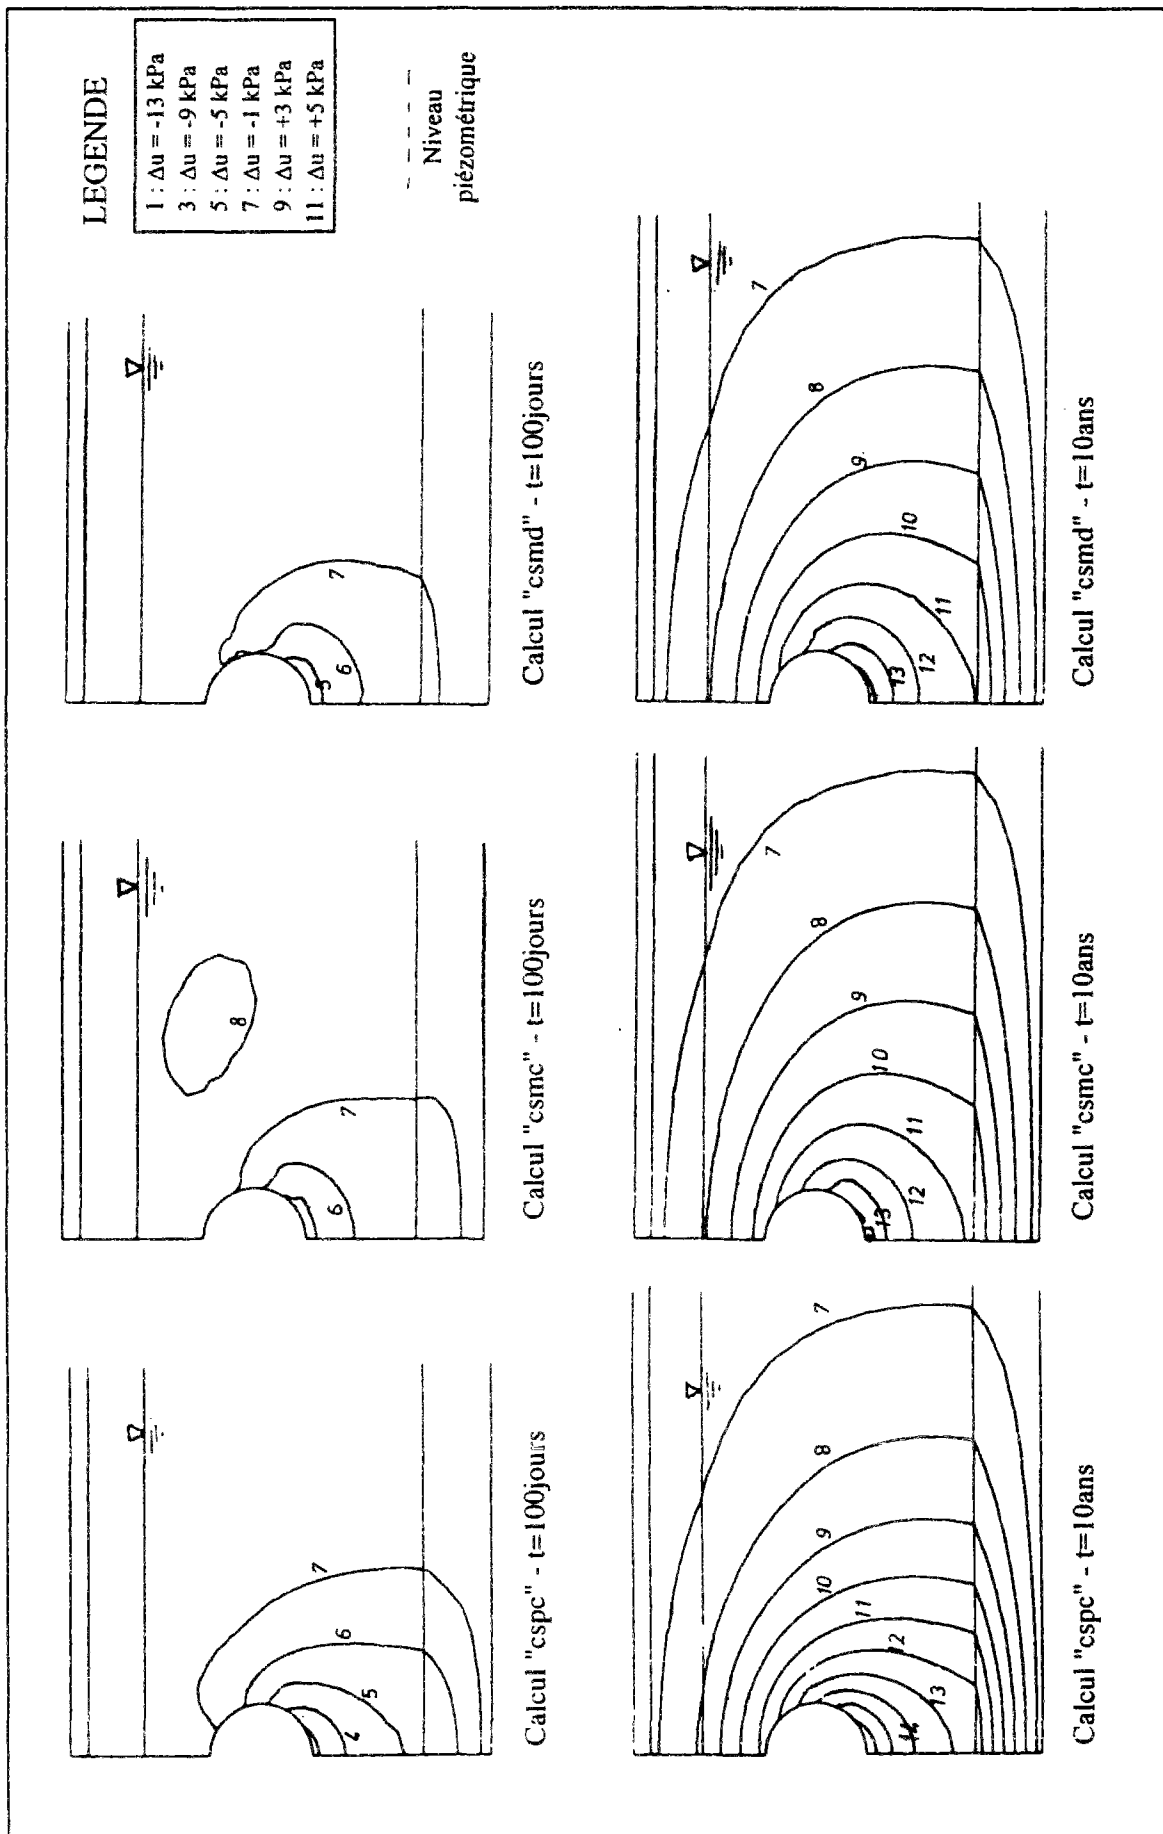 LEGENDE
1 : Δu = -13 kPa
3 : Δu = -9 kPa
5 : Δu = -5 kPa
7 : Δu = -1 kPa
9 : Δu = +3 kPa
11 : Δu = +5 kPa
Niveau
piézométrique
4
5
6
7
Calcul "cspc" - t=100jours
6
7
8
Calcul "csmc" - t=100jours
5
6
7
Calcul "csmd" - t=100jours
7
8
9
10
11
12
13
14
Calcul "cspc" - t=10ans
7
8
9
10
11
12
13
Calcul "csmc" - t=10ans
7
8
9
10
11
12
13
Calcul "csmd" - t=10ans